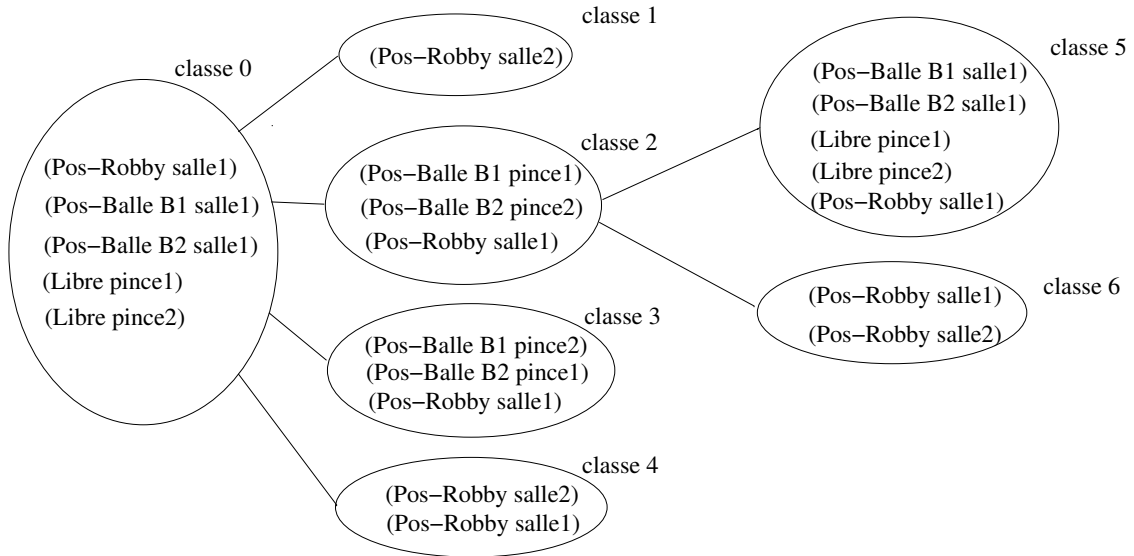 classe 0
(Pos−Robby salle1)
(Pos−Balle B1 salle1)
(Pos−Balle B2 salle1)
(Libre pince1)
(Libre pince2)
classe 1
(Pos−Robby salle2)
classe 2
(Pos−Balle B1 pince1)
(Pos−Balle B2 pince2)
(Pos−Robby salle1)
classe 3
(Pos−Balle B1 pince2)
(Pos−Balle B2 pince1)
(Pos−Robby salle1)
classe 4
(Pos−Robby salle2)
(Pos−Robby salle1)
classe 5
(Pos−Balle B1 salle1)
(Pos−Balle B2 salle1)
(Libre pince1)
(Libre pince2)
(Pos−Robby salle1)
classe 6
(Pos−Robby salle1)
(Pos−Robby salle2)